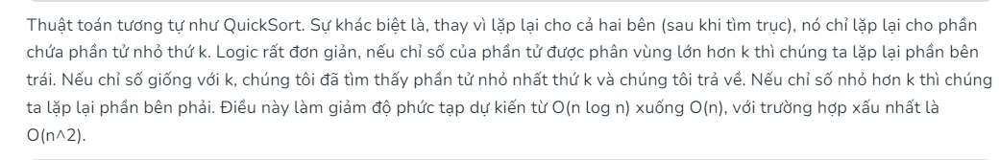 Thuật toán tương tự như QuickSort. Sự khác biệt là, thay vì lặp lại cho cả hai bên (sau khi tìm trục), nó chỉ lặp lại cho phần
chứa phần tử nhỏ thứ k. Logic rất đơn giản, nếu chỉ số của phần tử được phân vùng lớn hơn k thì chúng ta lặp lại phần bên
trái. Nếu chỉ số giống với k, chúng tôi đã tìm thấy phần tử nhỏ nhất thứ k và chúng tôi trả về. Nếu chỉ số nhỏ hơn k thì chúng
ta lặp lại phần bên phải. Điều này làm giảm độ phức tạp dự kiến từ O(n log n) xuống O(n), với trường hợp xấu nhất là
O(n^2).